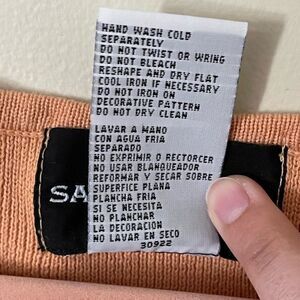 HAND WASH COLD
SEPARATELY
DO NOT TWIST OR WRING
DO NOT BLEACH
RESHAPE AND DRY FLAT
COOL IRON IF NECESSARY
DO NOT IRON ON
DECORATIVE PATTERN
DO NOT DRY CLEAN
LAVAR A MANO
CON AGUA FRIA
SEPARADO
NO EXPRIMIR O RECTORCER
NO USAR BLANQUEADOR
REFORMAR Y SECAR SOBRE
SUPERFICE PLANA
PLANCHA FRIA
SI SE NECESITA
NO PLANCHAR
LA DECORACION
NO LAVAR EN SECO
30922
SA